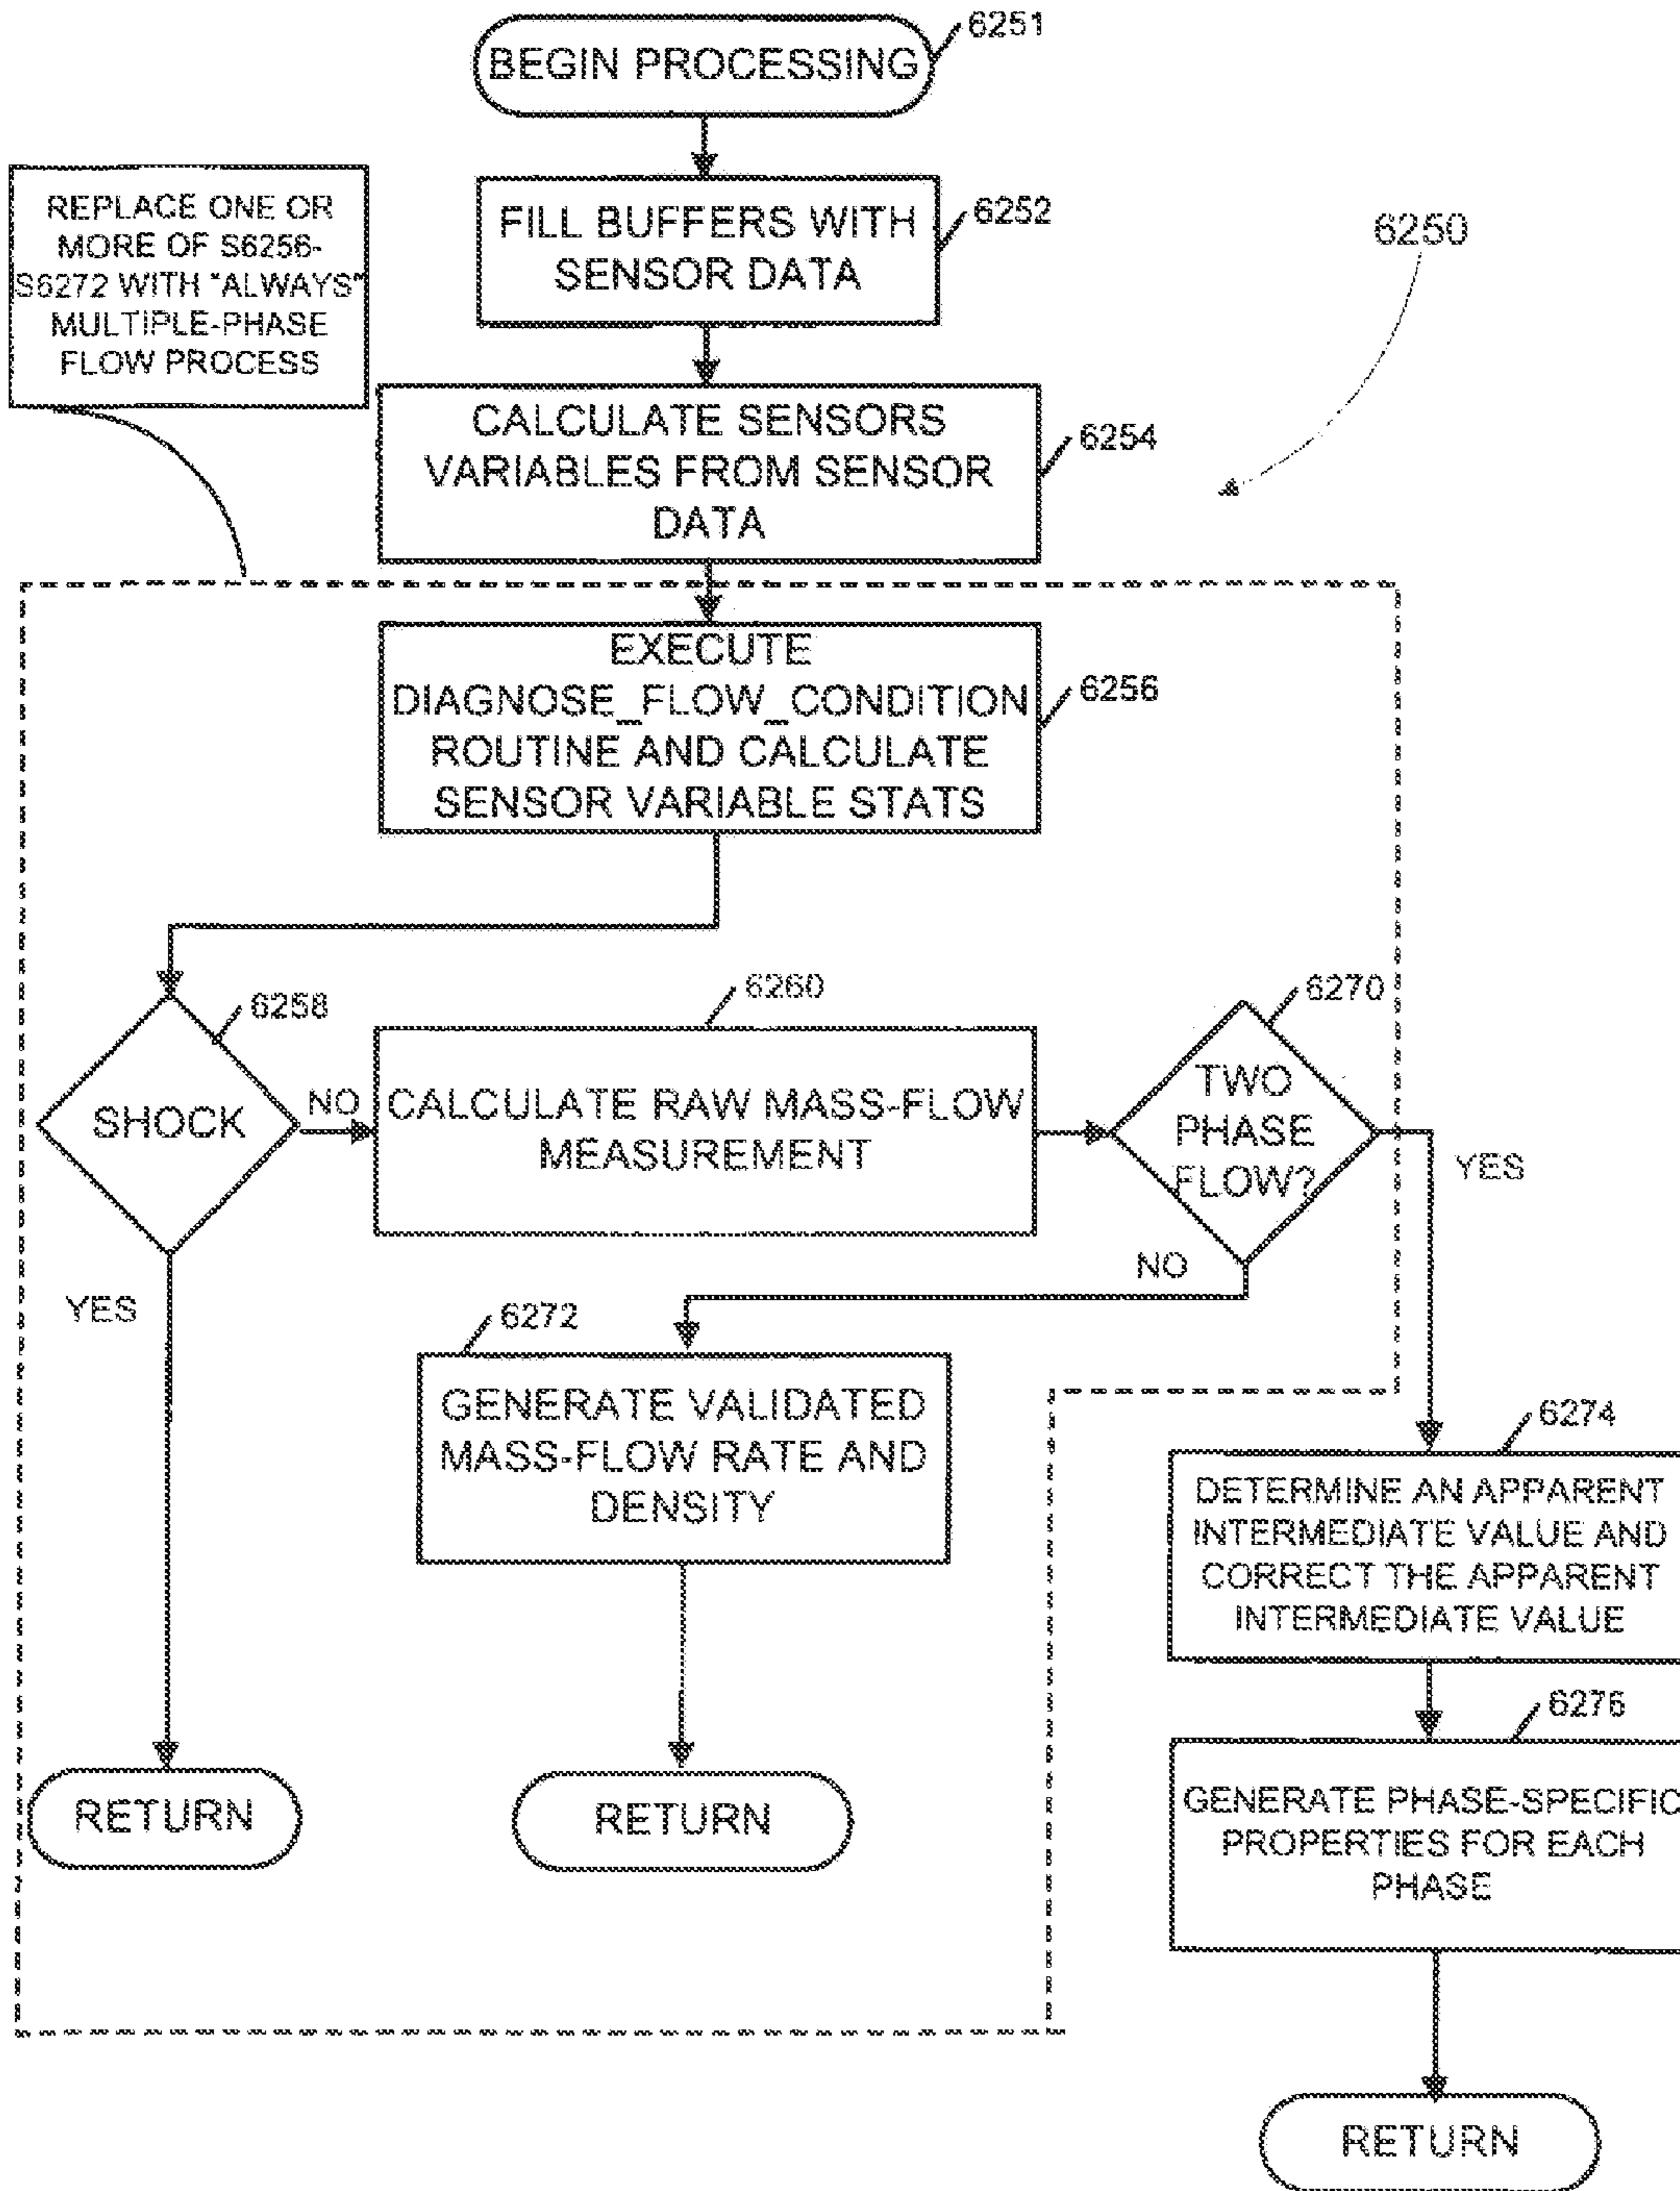 BEGIN PROCESSING
6251
REPLACE ONE OR
MORE OF S6256-
S6272 WITH "ALWAYS"
MULTIPLE-PHASE
FLOW PROCESS
FILL BUFFERS WITH
SENSOR DATA
6252
6250
CALCULATE SENSORS
VARIABLES FROM SENSOR
DATA
6254
EXECUTE
DIAGNOSE_FLOW_CONDITION
ROUTINE AND CALCULATE
SENSOR VARIABLE STATS
6256
SHOCK
6258
NO
YES
CALCULATE RAW MASS-FLOW
MEASUREMENT
6260
TWO
PHASE
FLOW?
6270
YES
NO
6272
GENERATE VALIDATED
MASS-FLOW RATE AND
DENSITY
6274
DETERMINE AN APPARENT
INTERMEDIATE VALUE AND
CORRECT THE APPARENT
INTERMEDIATE VALUE
6276
GENERATE PHASE-SPECIFIC
PROPERTIES FOR EACH
PHASE
RETURN
RETURN
RETURN